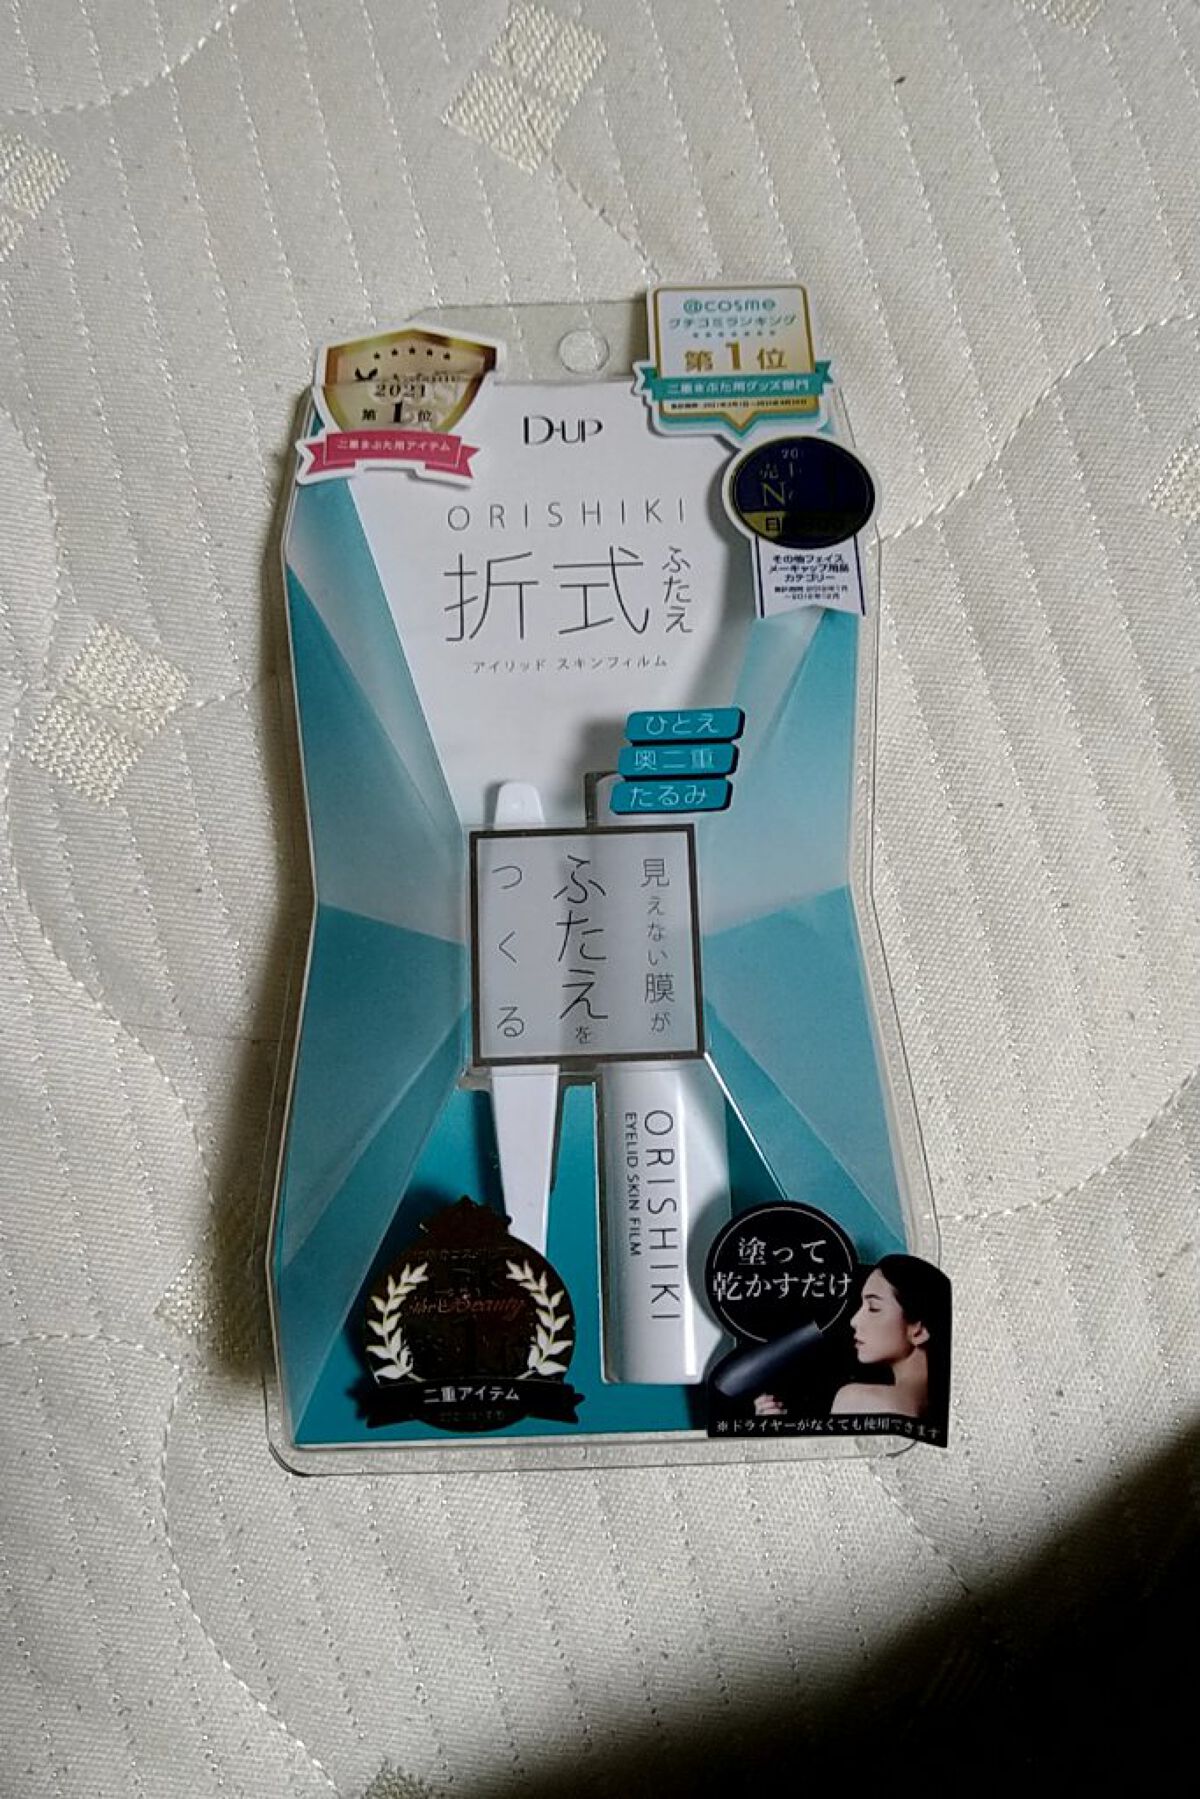 @cosme
クチコミランキング
第1位
二重まぶた用グッズ部門
2021
第1位
二重まぶた用アイテム
D-UP
ORISHIKI
折式
ふたえ
アイリッド スキンフィルム
その他フェイス
メーキャップ用品
カテゴリー
ひとえ
奥二重
たるみ
見えない膜が
ふたえを
つくる
ORISHIKI
EYELID SKIN FILM
Beauty
二重アイテム
塗って
乾かすだけ
※ドライヤーがなくても使用できます